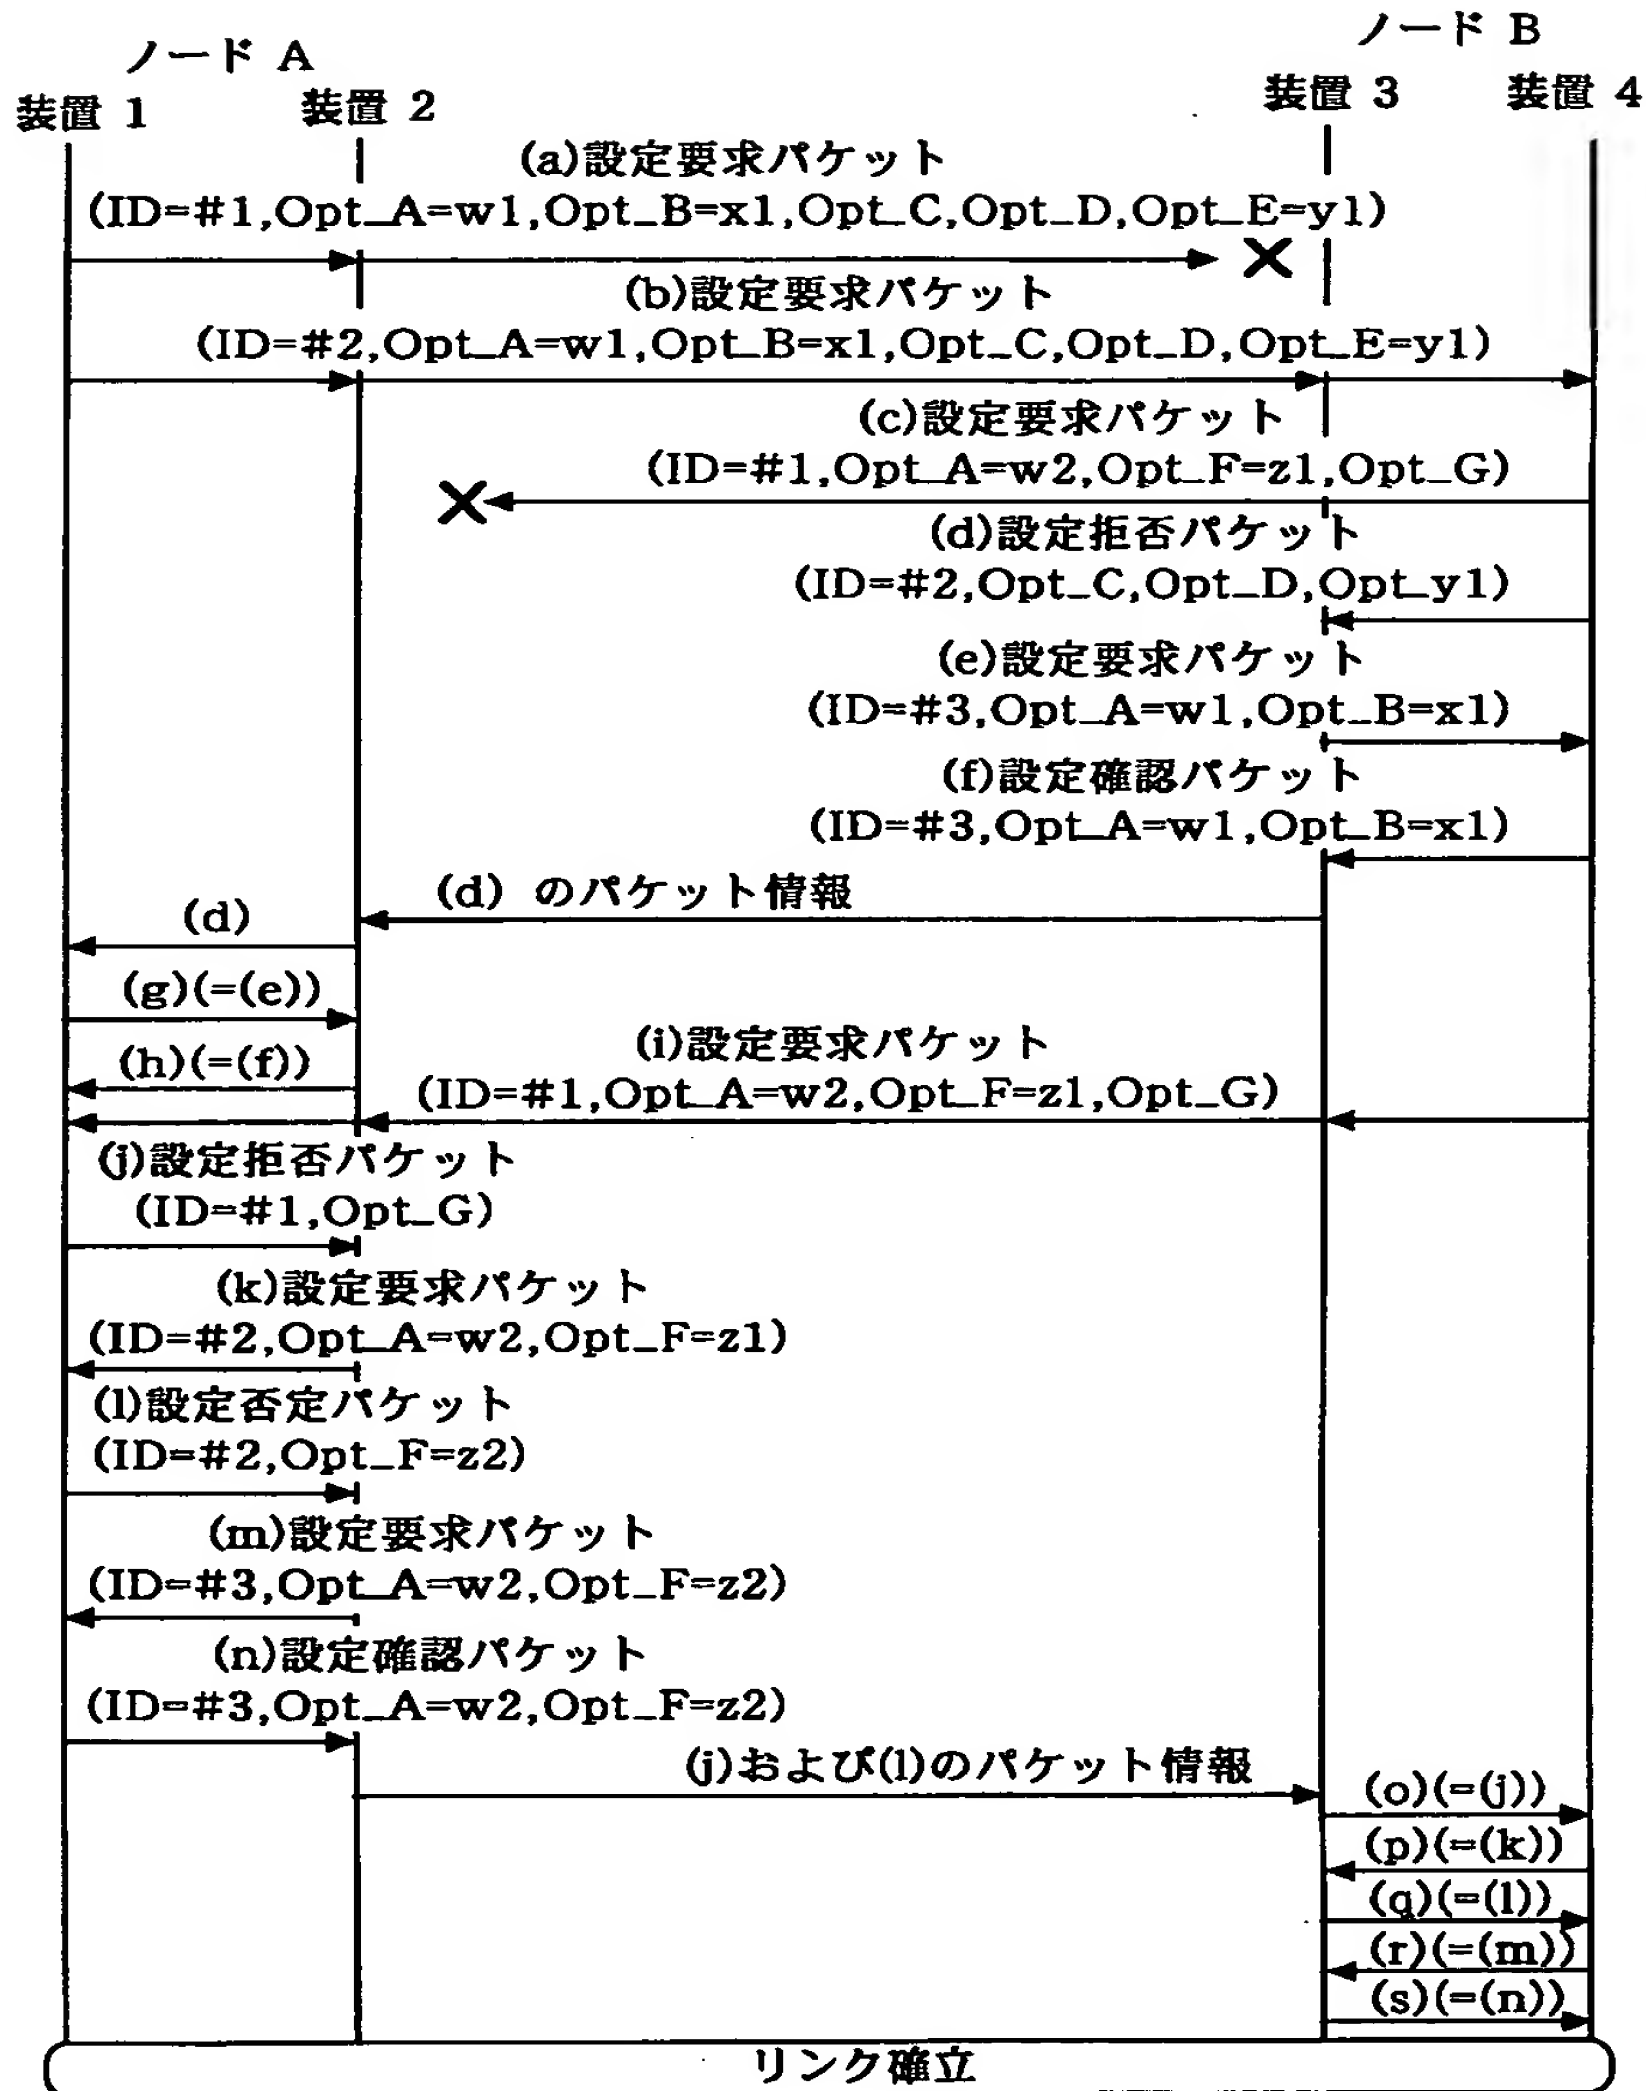 ノード A
ノード B
装置 1
装置 2
装置 3
装置 4
(a)設定要求パケット
(ID=#1,Opt_A=w1,Opt_B=x1,Opt_C,Opt_D,Opt_E=y1)
(b)設定要求パケット
(ID=#2,Opt_A=w1,Opt_B=x1,Opt_C,Opt_D,Opt_E=y1)
(c)設定要求パケット
(ID=#1,Opt_A=w2,Opt_F=z1,Opt_G)
(d)設定拒否パケット
(ID=#2,Opt_C,Opt_D,Opt_y1)
(e)設定要求パケット
(ID=#3,Opt_A=w1,Opt_B=x1)
(f)設定確認パケット
(ID=#3,Opt_A=w1,Opt_B=x1)
(d) のパケット情報
(d)
(g)(=(e))
(h)(=(f))
(i)設定要求パケット
(ID=#1,Opt_A=w2,Opt_F=z1,Opt_G)
(j)設定拒否パケット
(ID=#1,Opt_G)
(k)設定要求パケット
(ID=#2,Opt_A=w2,Opt_F=z1)
(l)設定否定パケット
(ID=#2,Opt_F=z2)
(m)設定要求パケット
(ID=#3,Opt_A=w2,Opt_F=z2)
(n)設定確認パケット
(ID=#3,Opt_A=w2,Opt_F=z2)
(j)および(l)のパケット情報
(o)(=(j))
(p)(=(k))
(q)(=(l))
(r)(=(m))
(s)(=(n))
リンク確立